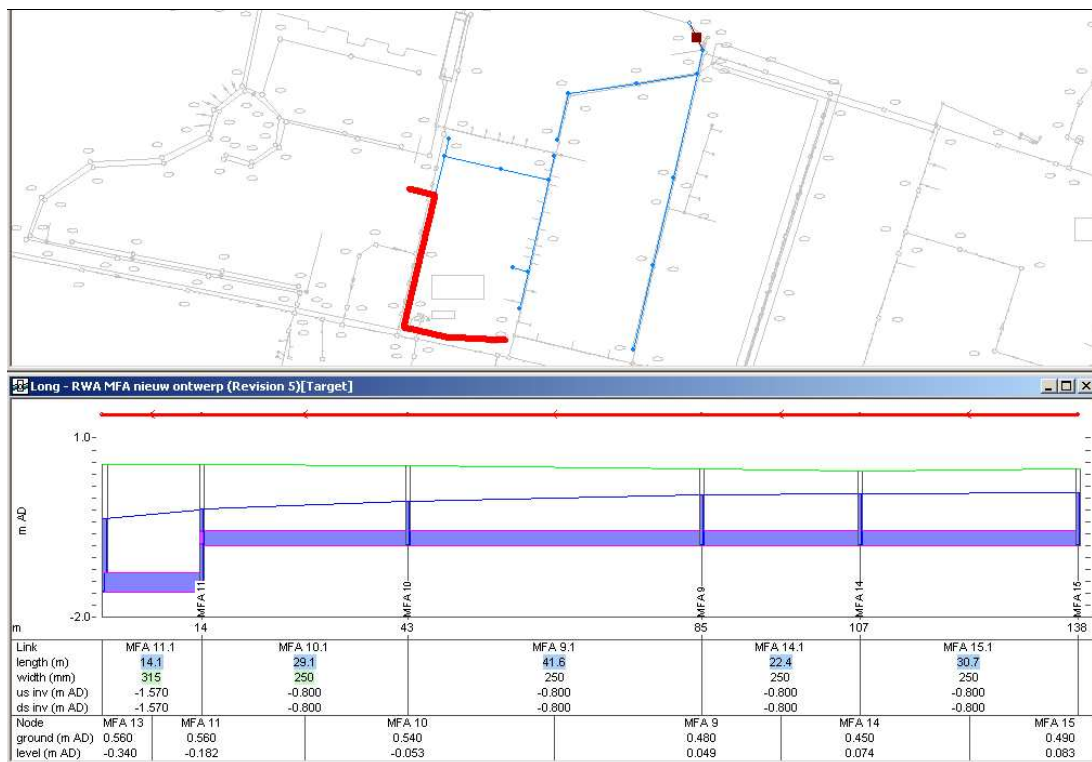 Long - RWA MFA nieuw ontwerp (Revision 5)[Target]
1.0-
m AD
-2.0-
MFA 11
MFA 10
MFA 9
MFA 14
MFA 15
m 14 43 85 107 138
Link MFA 11.1 MFA 10.1 MFA 9.1 MFA 14.1 MFA 15.1
length (m) 14.1 29.1 41.6 22.4 30.7
width (mm) 315 250 250 250 250
us inv (m AD) -1.570 -0.800 -0.800 -0.800 -0.800
ds inv (m AD) -1.570 -0.800 -0.800 -0.800 -0.800
Node MFA 13 MFA 11 MFA 10 MFA 9 MFA 14 MFA 15
ground (m AD) 0.560 0.560 0.540 0.480 0.450 0.490
level (m AD) -0.340 -0.182 -0.053 0.049 0.074 0.083